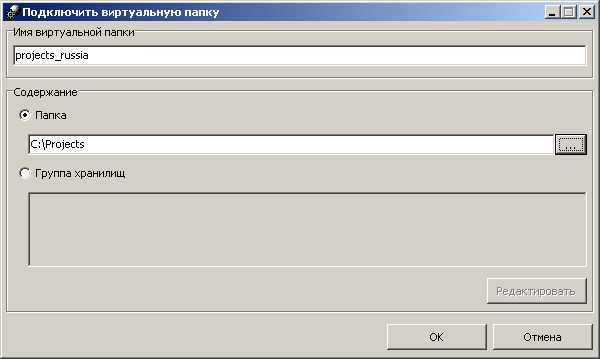 Подключить виртуальную папку
Имя виртуальной папки
projects_russia
Содержание
Папка
C:\Projects
...
Группа хранилищ
Редактировать
OK
Отмена